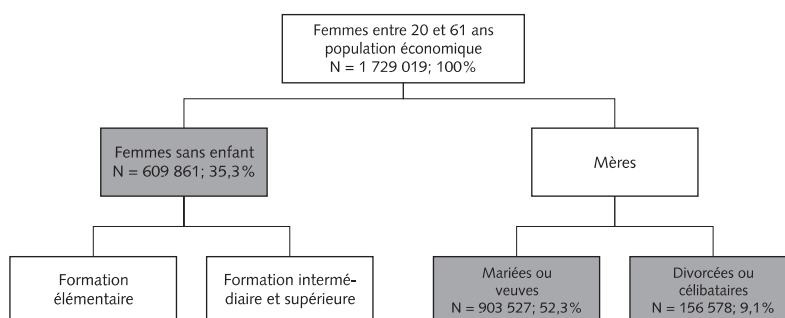 Femmes entre 20 et 61 ans
population économique
N = 1 729 019; 100%
Femmes sans enfant
N = 609 861; 35,3%
Mères
Formation
élémentaire
Formation intermé-
diaire et supérieure
Mariées ou
veuves
N = 903 527; 52,3%
Divorcées ou
célibataires
N = 156 578; 9,1%